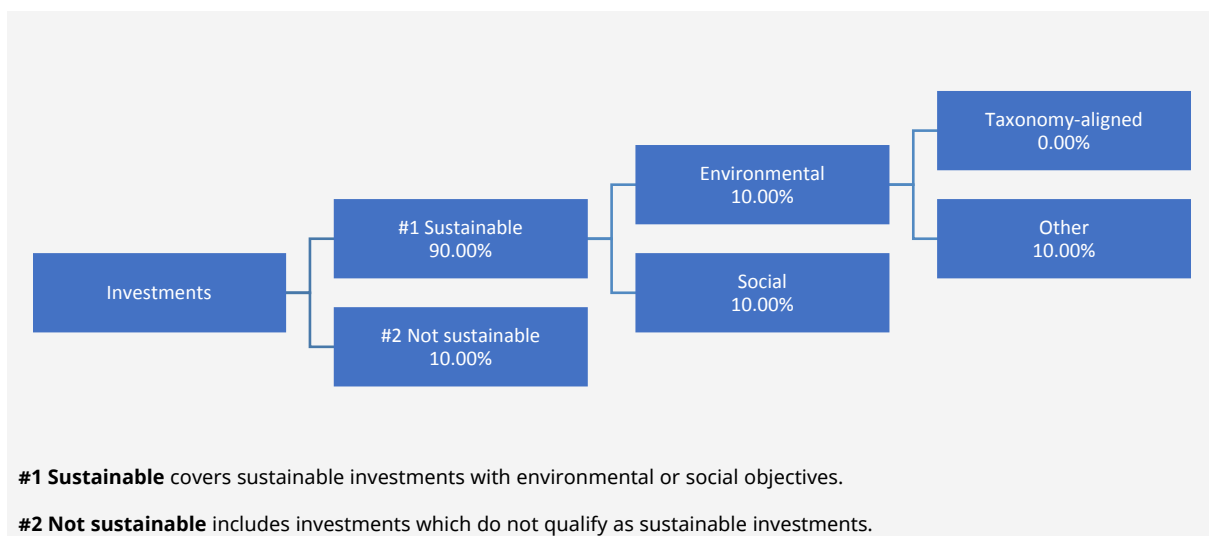 Investments
#1 Sustainable
90.00%
#2 Not sustainable
10.00%
Environmental
10.00%
Social
10.00%
Taxonomy-aligned
0.00%
Other
10.00%
#1 Sustainable covers sustainable investments with environmental or social objectives.
#2 Not sustainable includes investments which do not qualify as sustainable investments.